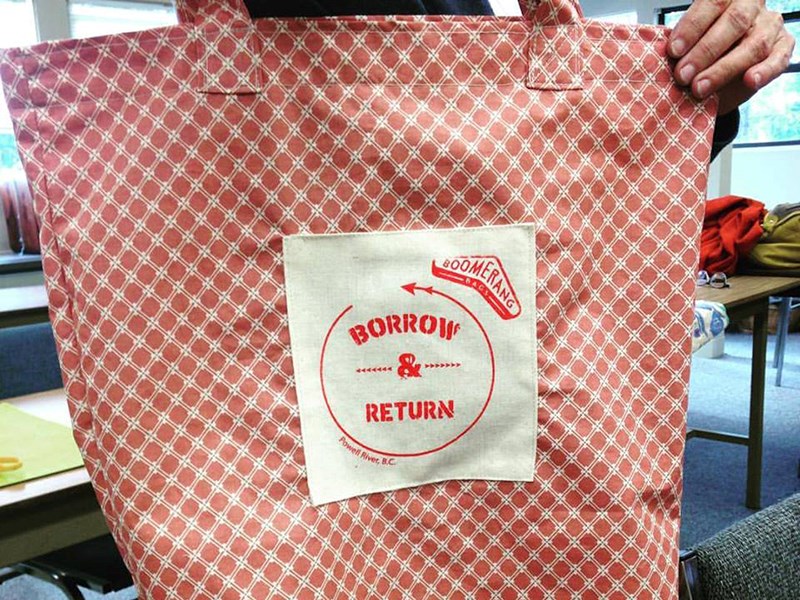 BOOMERANG
BAGS
BORROW
&
RETURN
Powell River, B.C.